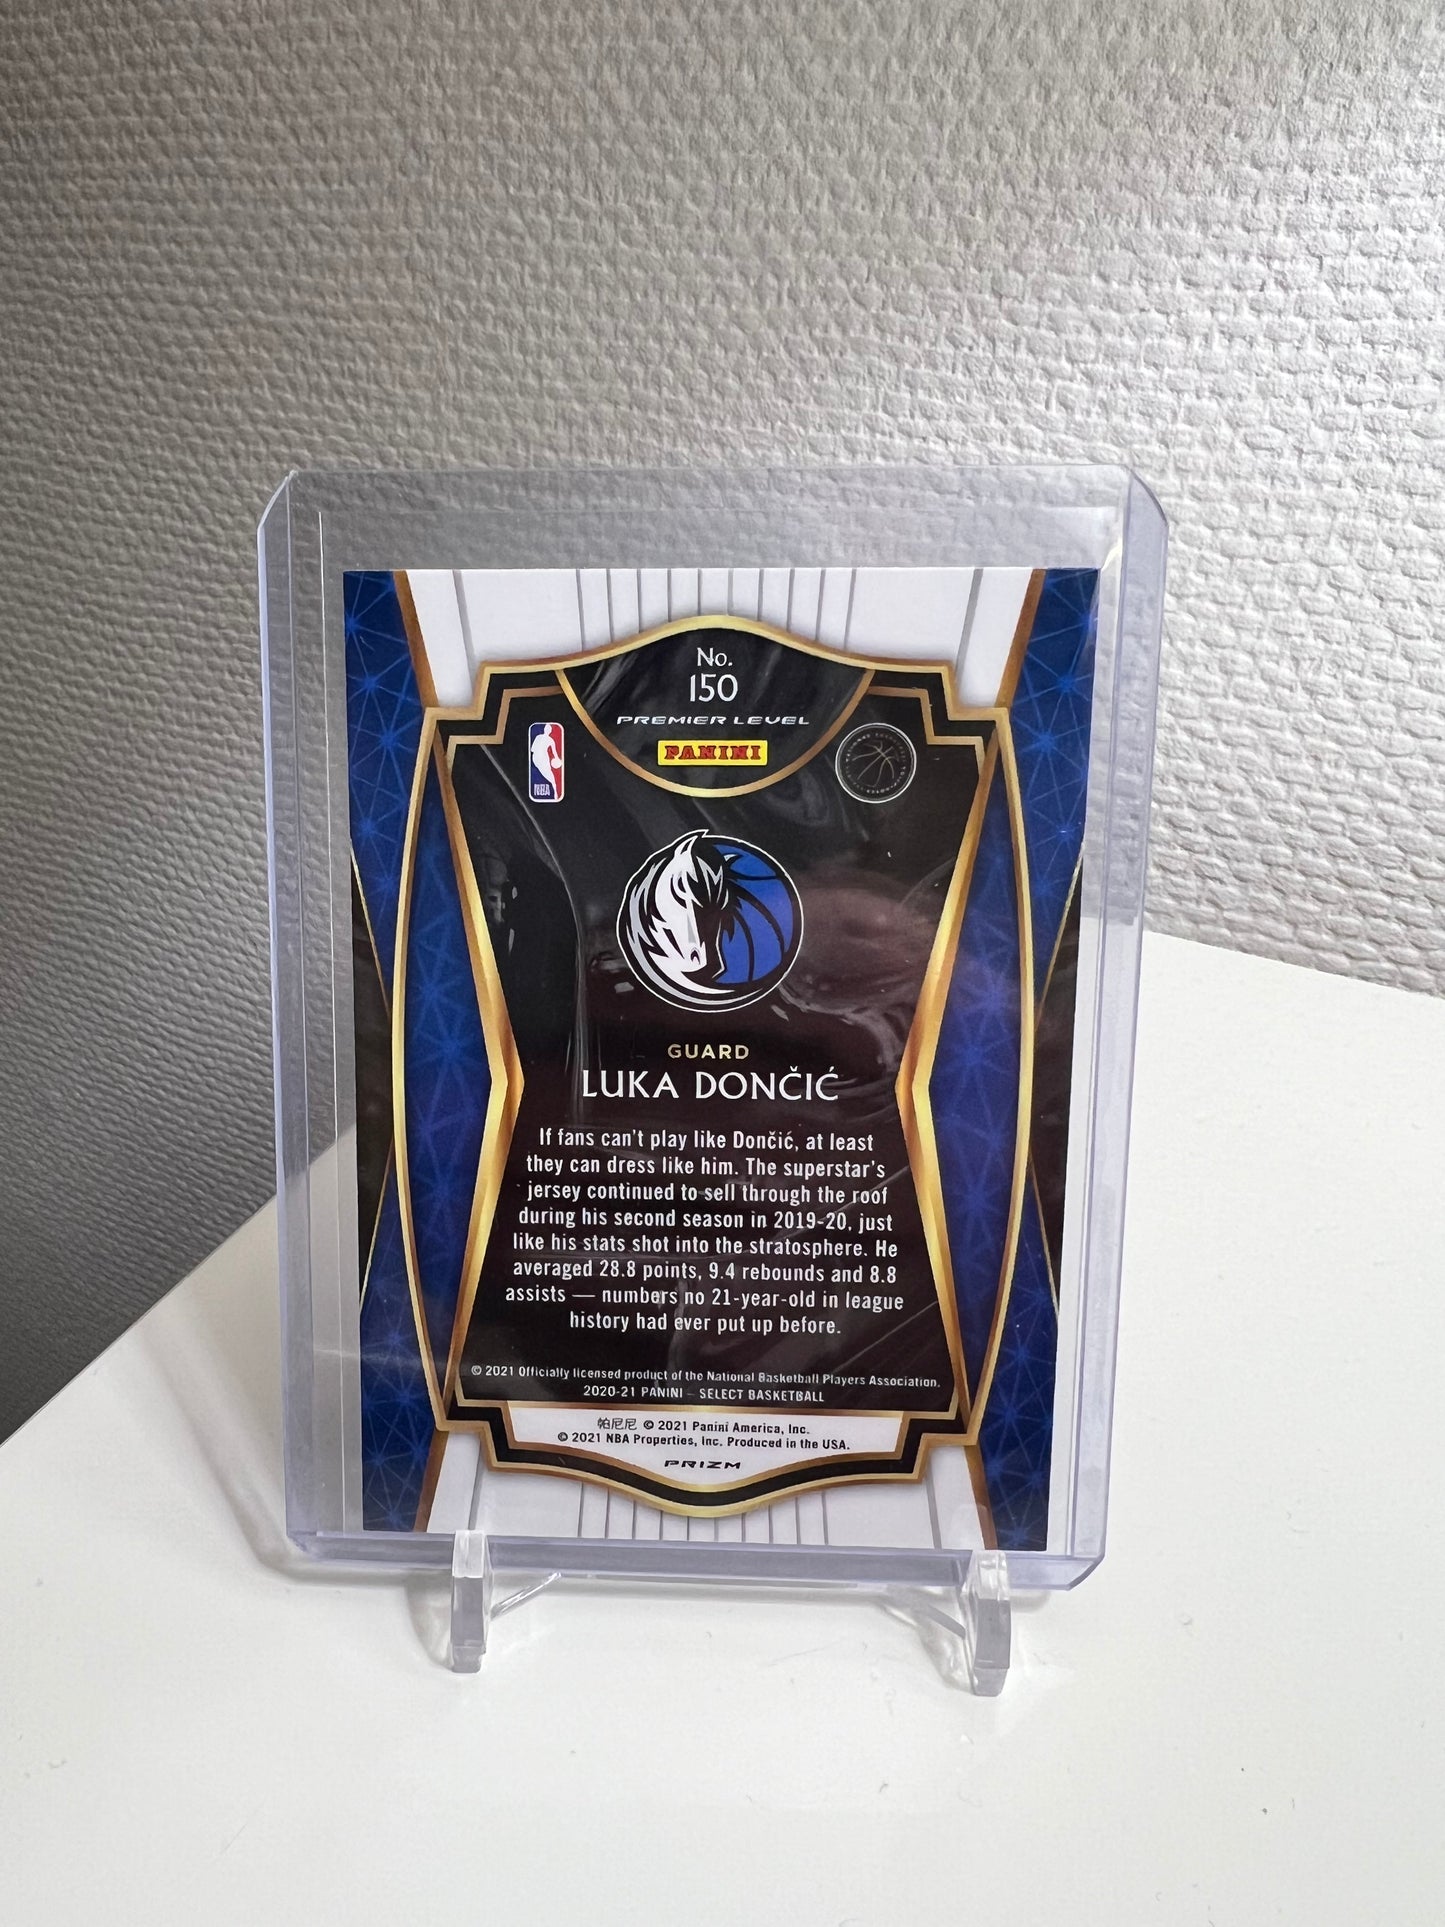 No.
150
PREMIER LEVEL
PANINI
NBA
GUARD
LUKA DONČIĆ
If fans can't play like Dončić, at least
they can dress like him. The superstar's
jersey continued to sell through the roof
during his second season in 2019-20, just
like his stats shot into the stratosphere. He
averaged 28.8 points, 9.4 rebounds and 8.8
assists — numbers no 21-year-old in league
history had ever put up before.
© 2021 Officially licensed product of the National Basketball Players Association.
2020-21 PANINI – SELECT BASKETBALL
帕尼尼 © 2021 Panini America, Inc.
© 2021 NBA Properties, Inc. Produced in the USA.
PRIZM